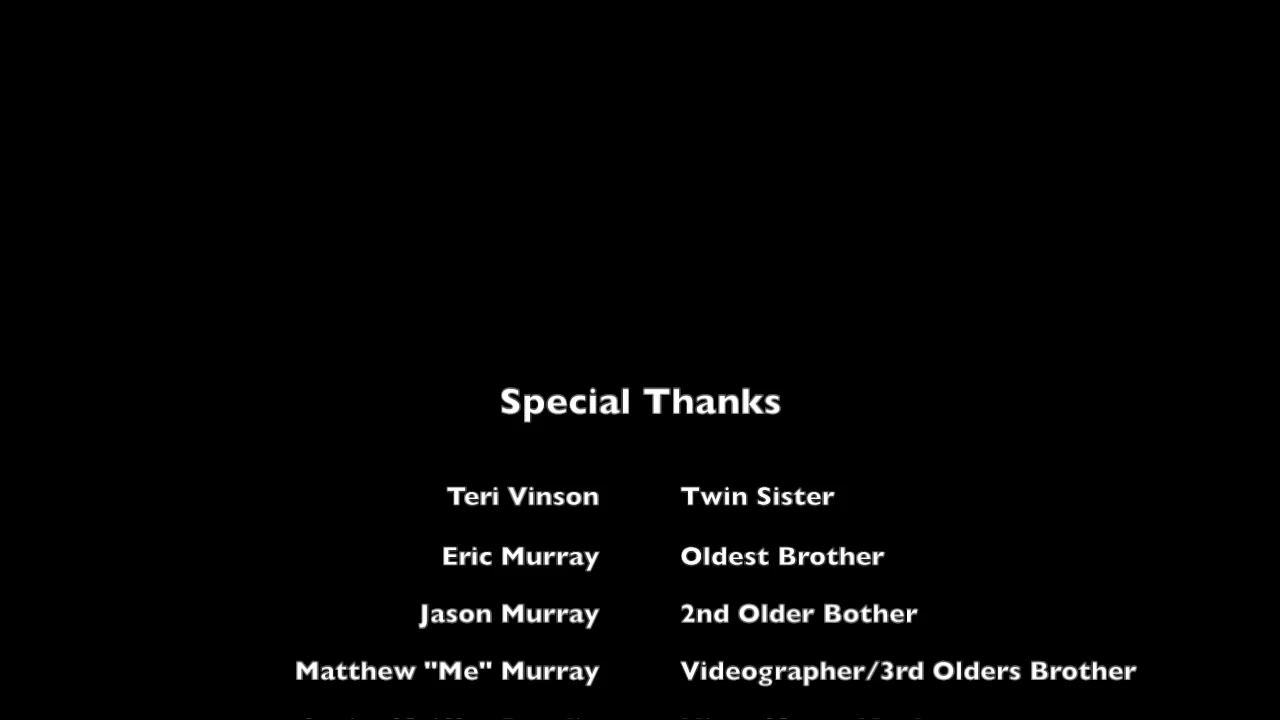 Special Thanks
Teri Vinson Twin Sister
Eric Murray Oldest Brother
Jason Murray 2nd Older Bother
Matthew "Me" Murray Videographer/3rd Olders Brother